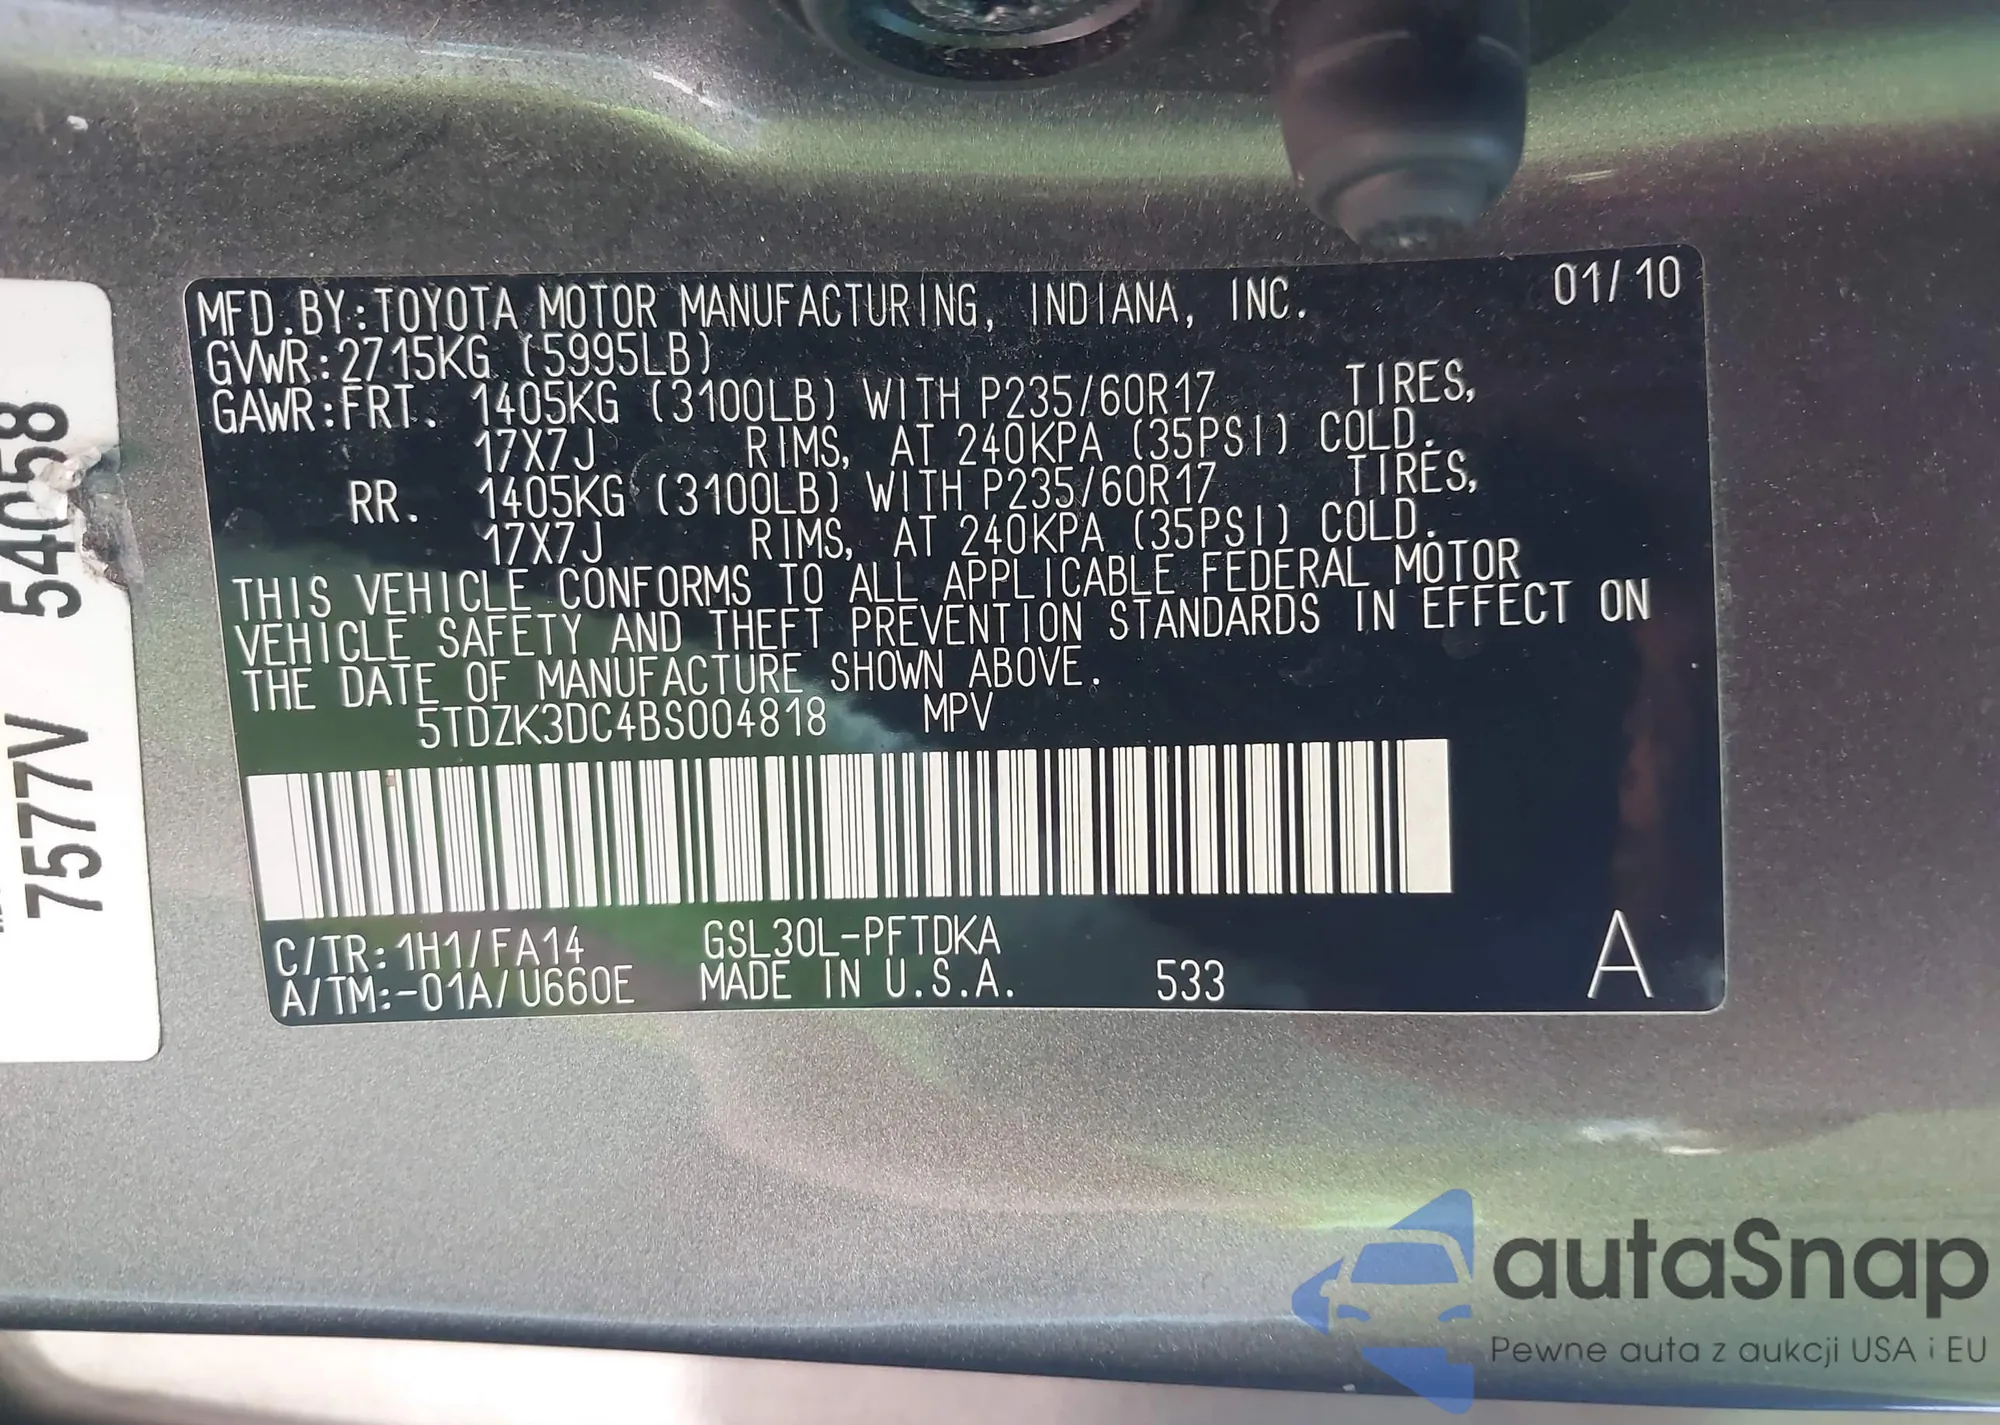 MFD. BY: TOYOTA MOTOR MANUFACTURING, INDIANA, INC. 01/10
GVWR: 2715KG (5995LB)
GAWR: FRT. 1405KG (3100LB) WITH P235/60R17 TIRES,
17X7J RIMS, AT 240KPA (35PSI) COLD.
RR. 1405KG (3100LB) WITH P235/60R17 TIRES,
17X7J RIMS, AT 240KPA (35PSI) COLD.
THIS VEHICLE CONFORMS TO ALL APPLICABLE FEDERAL MOTOR
VEHICLE SAFETY AND THEFT PREVENTION STANDARDS IN EFFECT ON
THE DATE OF MANUFACTURE SHOWN ABOVE.
5TDZK3DC4BS004818 MPV
C/TR: 1H1/FA14 GSL30L-PFTDKA
A/TM: -01A/U660E MADE IN U.S.A. 533 A
7577V 54058
autaSnap
Pewne auta z aukcji USA i EU